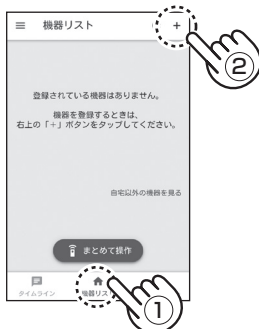 機器リスト
+
②
登録されている機器はありません。
機器を登録するときは、
右上の「+」ボタンをタップしてください。
自宅以外の機器を見る
まとめて操作
タイムライン
機器リスト
①